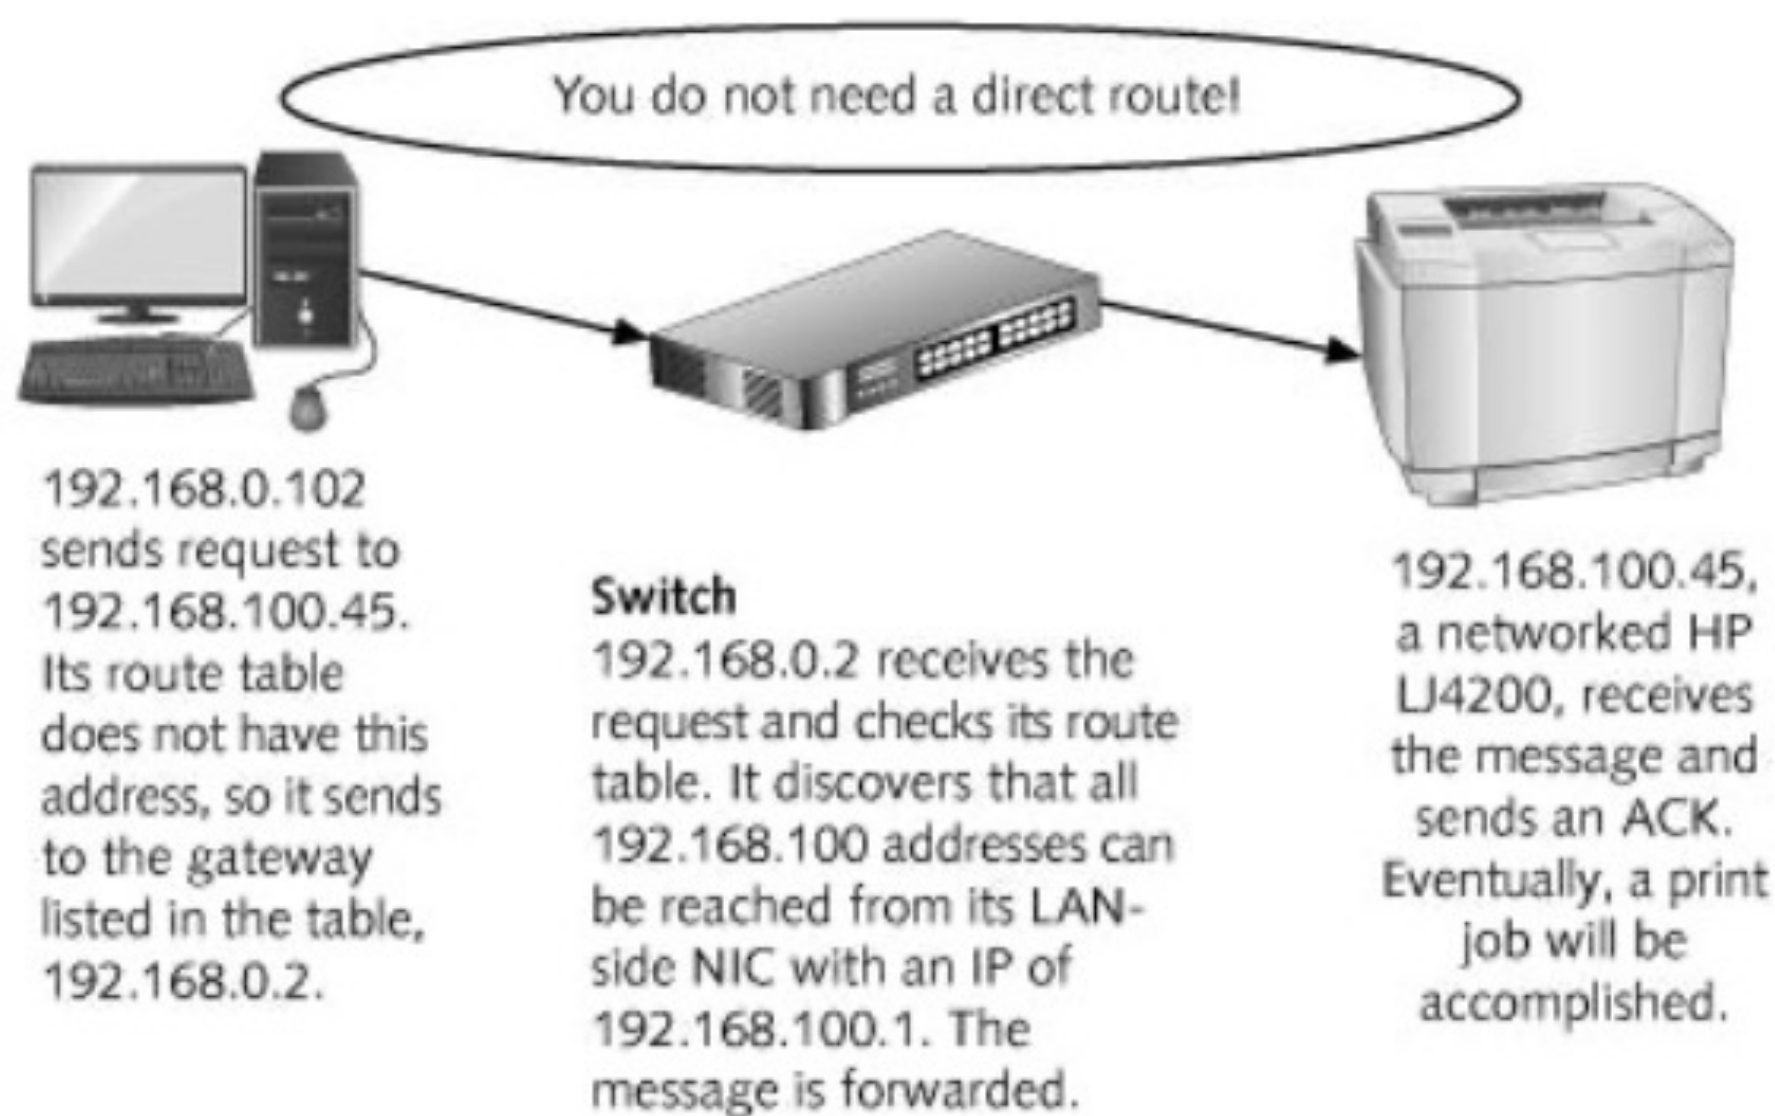 You do not need a direct route!
192.168.0.102
sends request to
192.168.100.45.
Its route table
does not have this
address, so it sends
to the gateway
listed in the table,
192.168.0.2.
Switch
192.168.0.2 receives the
request and checks its route
table. It discovers that all
192.168.100 addresses can
be reached from its LAN-
side NIC with an IP of
192.168.100.1. The
message is forwarded.
192.168.100.45,
a networked HP
LJ4200, receives
the message and
sends an ACK.
Eventually, a print
job will be
accomplished.